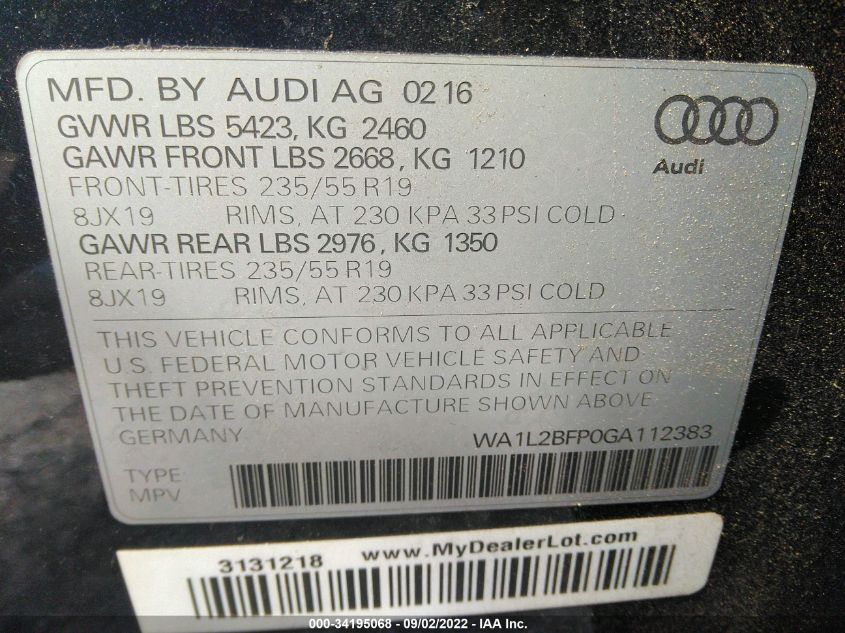 MFD. BY AUDI AG 0216
GVWR LBS 5423, KG 2460
GAWR FRONT LBS 2668, KG 1210
FRONT-TIRES 235/55 R19
8JX19 RIMS, AT 230 KPA 33 PSI COLD
GAWR REAR LBS 2976, KG 1350
REAR-TIRES 235/55 R19
8JX19 RIMS, AT 230 KPA 33 PSI COLD
Audi
THIS VEHICLE CONFORMS TO ALL APPLICABLE
U.S. FEDERAL MOTOR VEHICLE SAFETY AND
THEFT PREVENTION STANDARDS IN EFFECT ON
THE DATE OF MANUFACTURE SHOWN ABOVE
GERMANY WA1L2BFP0GA112383
TYPE:
MPV
3131218 www.MyDealerLot.com
000-34195068 - 09/02/2022 - IAA Inc.